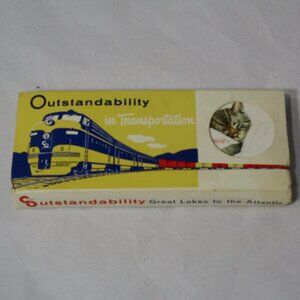 Outstandability
in Transportation
C&O
Outstandability Great Lakes to the Atlantic